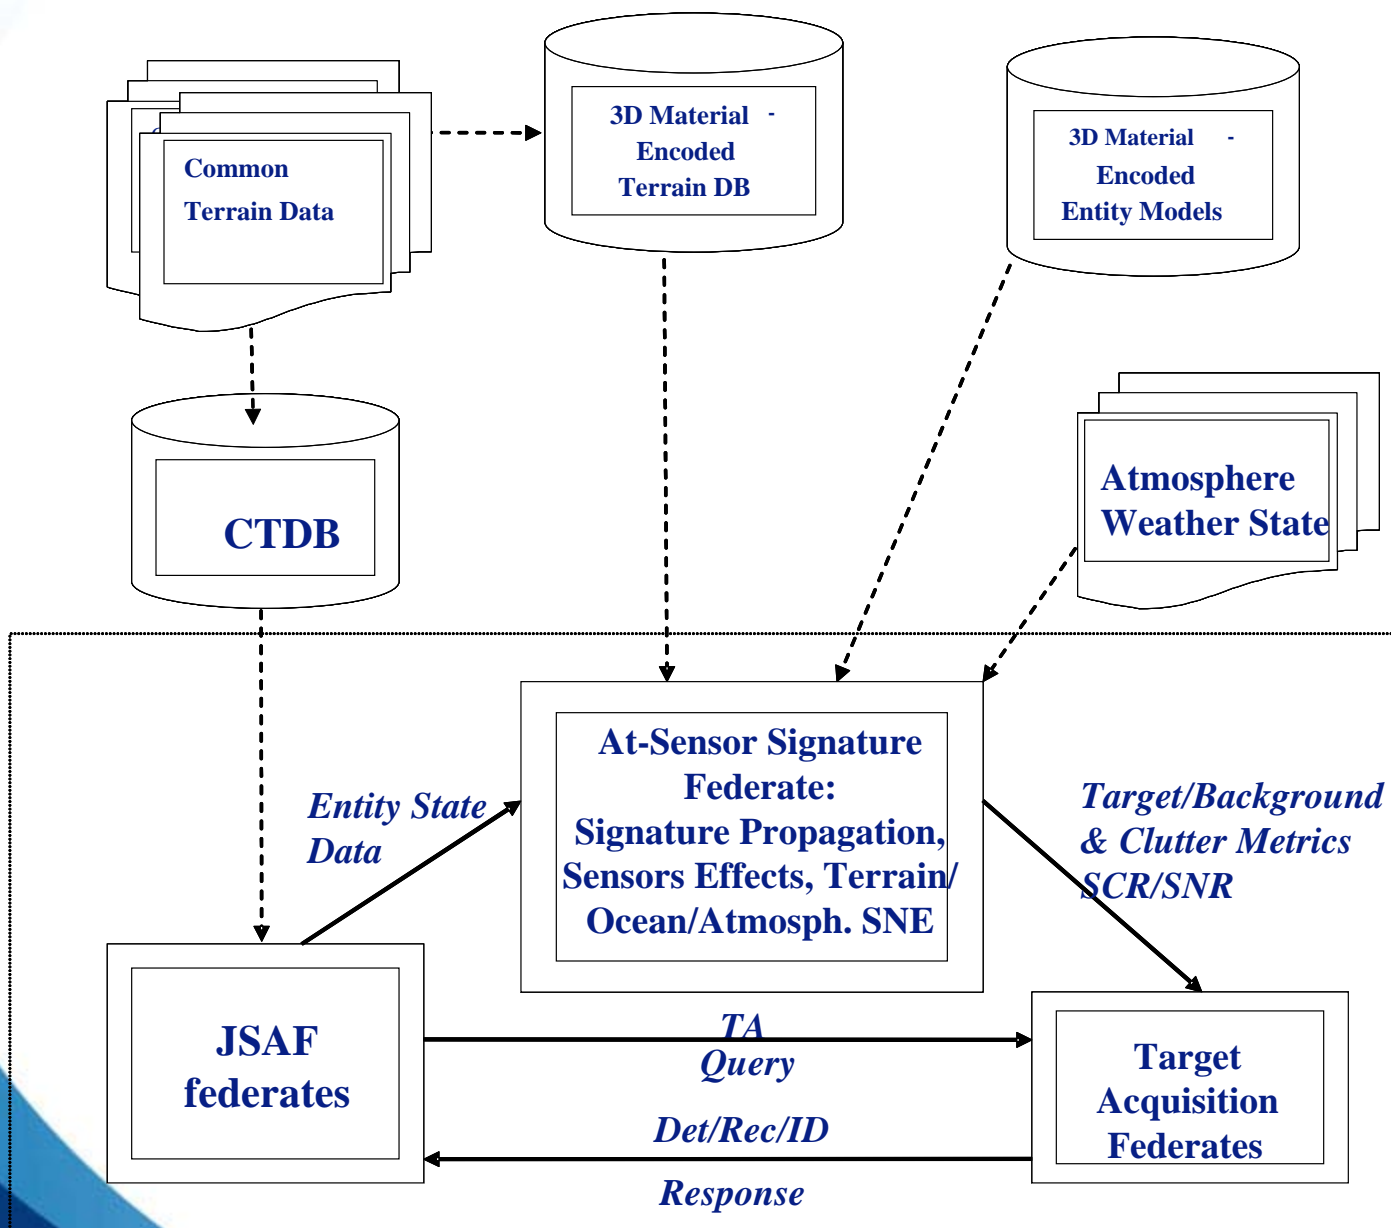 3D Material -
Encoded
Terrain DB
3D Material -
Encoded
Entity Models
Common
Terrain Data
CTDB
Atmosphere
Weather State
At-Sensor Signature
Federate:
Signature Propagation,
Sensors Effects, Terrain/
Ocean/Atmosph. SNE
Entity State
Data
Target/Background
& Clutter Metrics
SCR/SNR
JSAF
federates
TA
Query
Det/Rec/ID
Response
Target
Acquisition
Federates